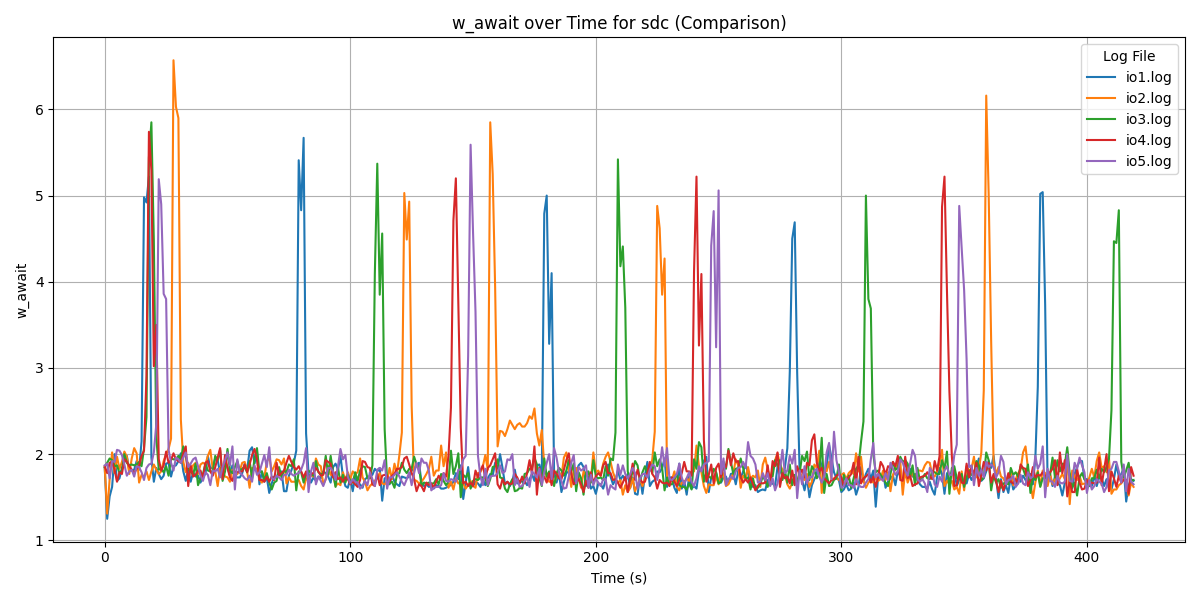 w_await over Time for sdc (Comparison)
w_await
6
5
4
3
2
1
0
100
200
300
400
Time (s)
Log File
io1.log
io2.log
io3.log
io4.log
io5.log